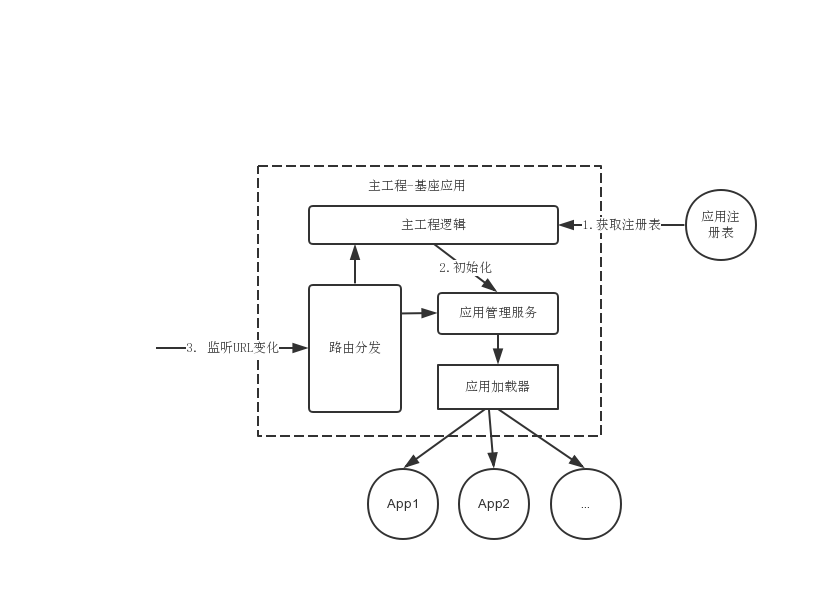 主工程-基座应用
主工程逻辑
1.获取注册表
应用注
册表
2.初始化
应用管理服务
3. 监听URL变化
路由分发
应用加载器
App1
App2
...